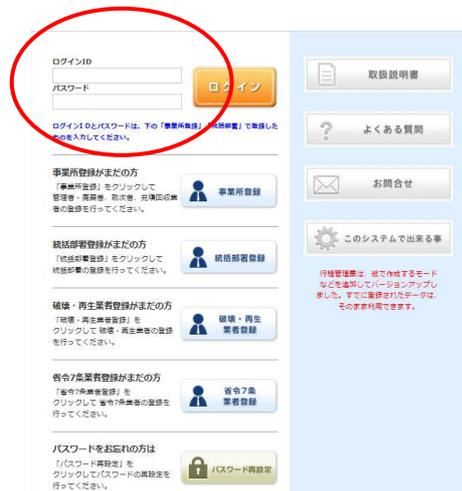 ログインID
パスワード
ログイン
ログインIDとパスワードは、下の「事業所登録」「統括部署」で登録した
ものを入力してください。
事業所登録がまだの方
「事業所登録」をクリックして
管理者・廃棄者、取次者、充填回収業
者の登録を行ってください。
事業所登録
統括部署登録がまだの方
「統括部署登録」をクリックして
統括部署の登録を行ってください。
統括部署登録
破壊・再生業者登録がまだの方
「破壊・再生業者登録」を
クリックして 破壊・再生業者の登録
を行ってください。
破壊・再生
業者登録
省令7条業者登録がまだの方
「省令7条業者登録」を
クリックして 省令7条業者の登録を
行ってください。
省令7条
業者登録
パスワードをお忘れの方は
「パスワード再設定」を
クリックしてパスワードの再設定を
行ってください。
パスワード再設定
取扱説明書
よくある質問
お問合せ
このシステムで出来る事
行程管理票は、紙で作成するモード
などを追加してバージョンアップし
ました。すでに登録されたデータは、
そのまま利用できます。